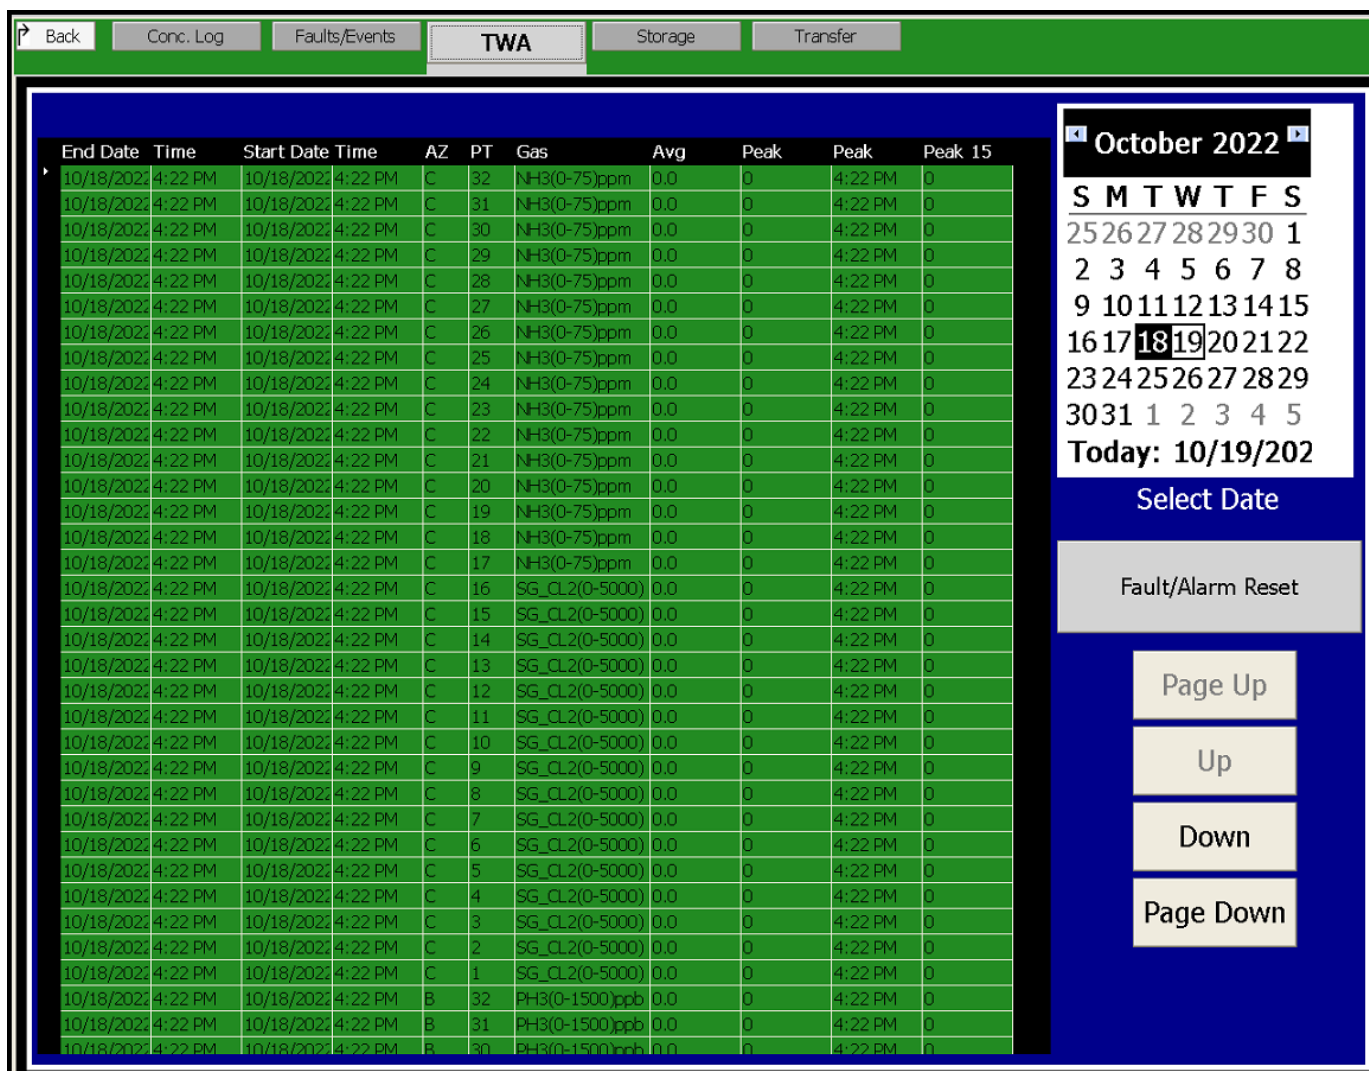 Back Conc. Log Faults/Events TWA Storage Transfer
End Date Time Start Date Time AZ PT Gas Avg Peak Peak Peak 15
10/18/2022 4:22 PM 10/18/2022 4:22 PM C 32 NH3(0-75)ppm 0.0 0 4:22 PM 0
10/18/2022 4:22 PM 10/18/2022 4:22 PM C 31 NH3(0-75)ppm 0.0 0 4:22 PM 0
10/18/2022 4:22 PM 10/18/2022 4:22 PM C 30 NH3(0-75)ppm 0.0 0 4:22 PM 0
10/18/2022 4:22 PM 10/18/2022 4:22 PM C 29 NH3(0-75)ppm 0.0 0 4:22 PM 0
10/18/2022 4:22 PM 10/18/2022 4:22 PM C 28 NH3(0-75)ppm 0.0 0 4:22 PM 0
10/18/2022 4:22 PM 10/18/2022 4:22 PM C 27 NH3(0-75)ppm 0.0 0 4:22 PM 0
10/18/2022 4:22 PM 10/18/2022 4:22 PM C 26 NH3(0-75)ppm 0.0 0 4:22 PM 0
10/18/2022 4:22 PM 10/18/2022 4:22 PM C 25 NH3(0-75)ppm 0.0 0 4:22 PM 0
10/18/2022 4:22 PM 10/18/2022 4:22 PM C 24 NH3(0-75)ppm 0.0 0 4:22 PM 0
10/18/2022 4:22 PM 10/18/2022 4:22 PM C 23 NH3(0-75)ppm 0.0 0 4:22 PM 0
10/18/2022 4:22 PM 10/18/2022 4:22 PM C 22 NH3(0-75)ppm 0.0 0 4:22 PM 0
10/18/2022 4:22 PM 10/18/2022 4:22 PM C 21 NH3(0-75)ppm 0.0 0 4:22 PM 0
10/18/2022 4:22 PM 10/18/2022 4:22 PM C 20 NH3(0-75)ppm 0.0 0 4:22 PM 0
10/18/2022 4:22 PM 10/18/2022 4:22 PM C 19 NH3(0-75)ppm 0.0 0 4:22 PM 0
10/18/2022 4:22 PM 10/18/2022 4:22 PM C 18 NH3(0-75)ppm 0.0 0 4:22 PM 0
10/18/2022 4:22 PM 10/18/2022 4:22 PM C 17 NH3(0-75)ppm 0.0 0 4:22 PM 0
10/18/2022 4:22 PM 10/18/2022 4:22 PM C 16 SG_CL2(0-5000) 0.0 0 4:22 PM 0
10/18/2022 4:22 PM 10/18/2022 4:22 PM C 15 SG_CL2(0-5000) 0.0 0 4:22 PM 0
10/18/2022 4:22 PM 10/18/2022 4:22 PM C 14 SG_CL2(0-5000) 0.0 0 4:22 PM 0
10/18/2022 4:22 PM 10/18/2022 4:22 PM C 13 SG_CL2(0-5000) 0.0 0 4:22 PM 0
10/18/2022 4:22 PM 10/18/2022 4:22 PM C 12 SG_CL2(0-5000) 0.0 0 4:22 PM 0
10/18/2022 4:22 PM 10/18/2022 4:22 PM C 11 SG_CL2(0-5000) 0.0 0 4:22 PM 0
10/18/2022 4:22 PM 10/18/2022 4:22 PM C 10 SG_CL2(0-5000) 0.0 0 4:22 PM 0
10/18/2022 4:22 PM 10/18/2022 4:22 PM C 9 SG_CL2(0-5000) 0.0 0 4:22 PM 0
10/18/2022 4:22 PM 10/18/2022 4:22 PM C 8 SG_CL2(0-5000) 0.0 0 4:22 PM 0
10/18/2022 4:22 PM 10/18/2022 4:22 PM C 7 SG_CL2(0-5000) 0.0 0 4:22 PM 0
10/18/2022 4:22 PM 10/18/2022 4:22 PM C 6 SG_CL2(0-5000) 0.0 0 4:22 PM 0
10/18/2022 4:22 PM 10/18/2022 4:22 PM C 5 SG_CL2(0-5000) 0.0 0 4:22 PM 0
10/18/2022 4:22 PM 10/18/2022 4:22 PM C 4 SG_CL2(0-5000) 0.0 0 4:22 PM 0
10/18/2022 4:22 PM 10/18/2022 4:22 PM C 3 SG_CL2(0-5000) 0.0 0 4:22 PM 0
10/18/2022 4:22 PM 10/18/2022 4:22 PM C 2 SG_CL2(0-5000) 0.0 0 4:22 PM 0
10/18/2022 4:22 PM 10/18/2022 4:22 PM C 1 SG_CL2(0-5000) 0.0 0 4:22 PM 0
10/18/2022 4:22 PM 10/18/2022 4:22 PM B 32 PH3(0-1500)ppb 0.0 0 4:22 PM 0
10/18/2022 4:22 PM 10/18/2022 4:22 PM B 31 PH3(0-1500)ppb 0.0 0 4:22 PM 0
10/18/2022 4:22 PM 10/18/2022 4:22 PM B 30 PH3(0-1500)ppb 0.0 0 4:22 PM 0
October 2022
S M T W T F S
25 26 27 28 29 30 1
2 3 4 5 6 7 8
9 10 11 12 13 14 15
16 17 18 19 20 21 22
23 24 25 26 27 28 29
30 31 1 2 3 4 5
Today: 10/19/202
Select Date
Fault/Alarm Reset
Page Up
Up
Down
Page Down